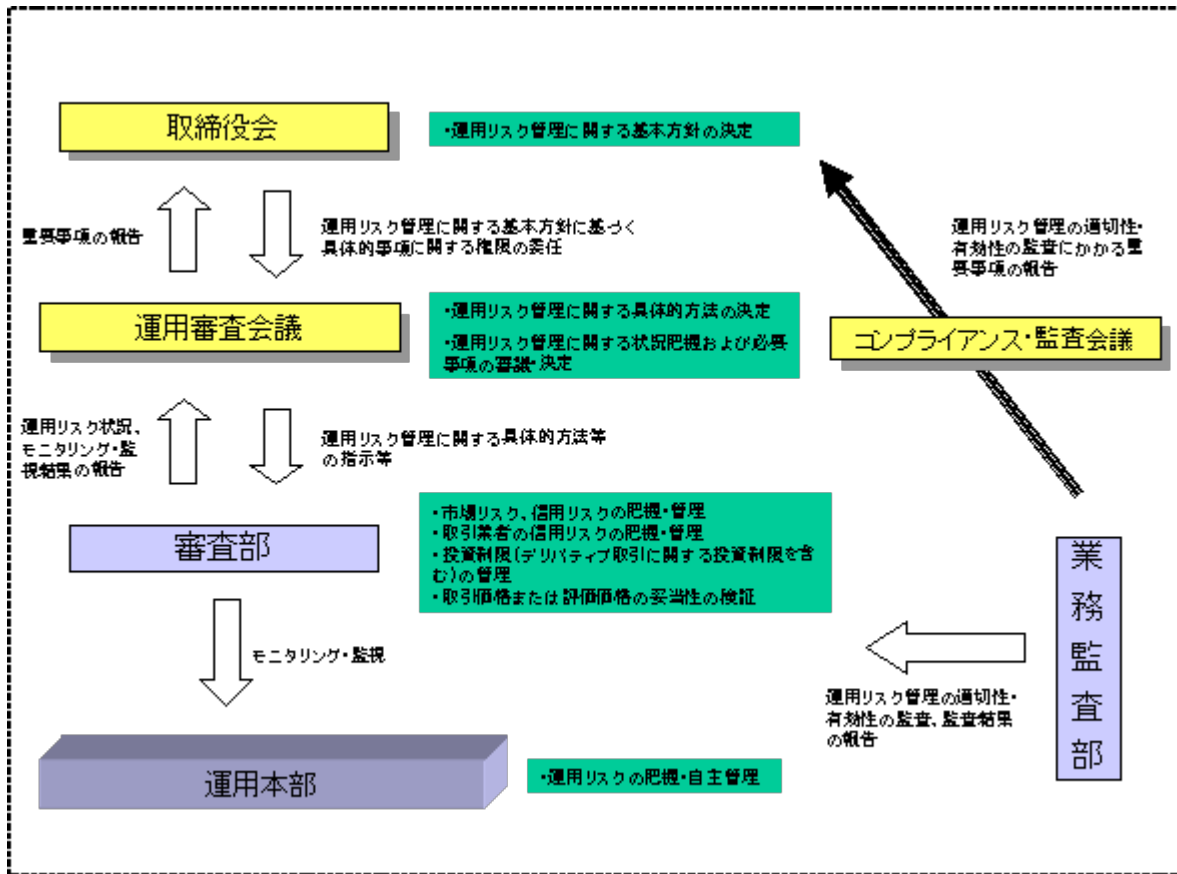 取締役会
・運用リスク管理に関する基本方針の決定
重要事項の報告
運用リスク管理に関する基本方針に基づく
具体的事項に関する権限の委任
運用リスク管理の適切性・
有効性の監査にかかる重
要事項の報告
運用審査会議
・運用リスク管理に関する具体的方法の決定
・運用リスク管理に関する状況把握および必要
事項の審議・決定
コンプライアンス・監査会議
運用リスク状況、
モニタリング・監
視結果の報告
運用リスク管理に関する具体的方法等
の指示等
審査部
・市場リスク、信用リスクの把握・管理
・取引業者の信用リスクの把握・管理
・投資制限(デリバティブ取引に関する投資制限を含
む)の管理
・取引価格または評価価格の妥当性の検証
業務監査部
モニタリング・監視
運用リスク管理の適切性・
有効性の監査、監査結果
の報告
運用本部
・運用リスクの把握・自主管理